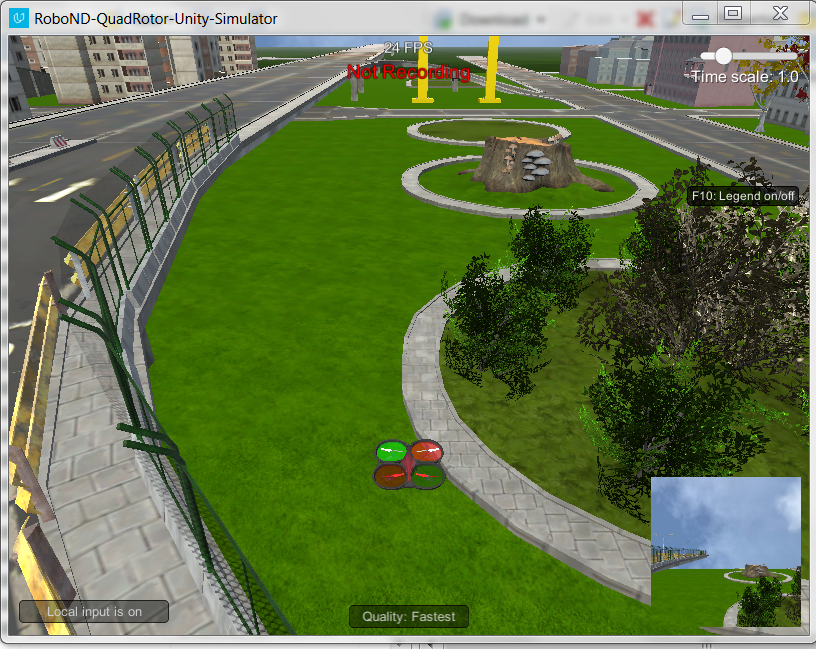 RoboND-QuadRotor-Unity-Simulator
Download
24 FPS
Not Recording
Time scale: 1.0
F10: Legend on/off
Local input is on
Quality: Fastest